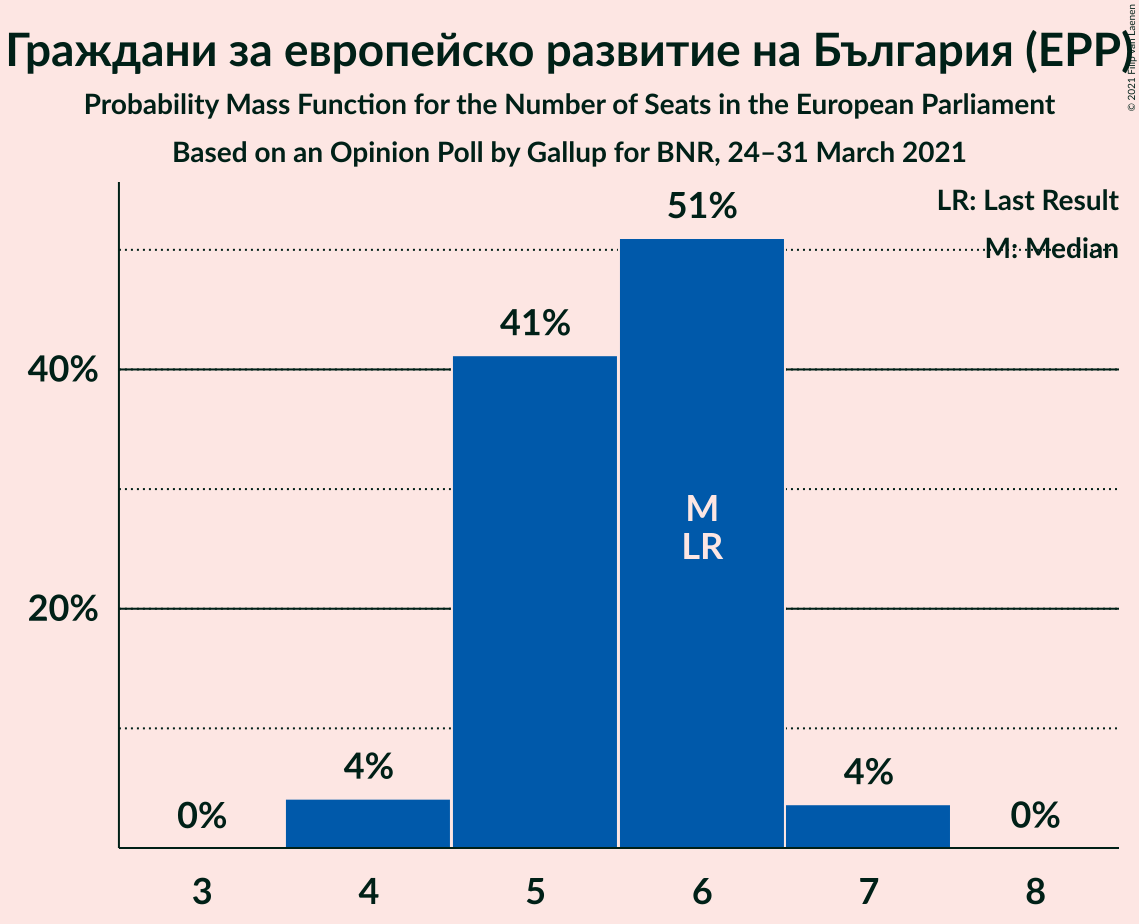 Граждани за европейско развитие на България (EPP)
© 2021 Filip van Laenen
Probability Mass Function for the Number of Seats in the European Parliament
Based on an Opinion Poll by Gallup for BNR, 24–31 March 2021
LR: Last Result
M: Median
51%
41%
40%
M
LR
20%
4%
4%
0%
0%
3 4 5 6 7 8